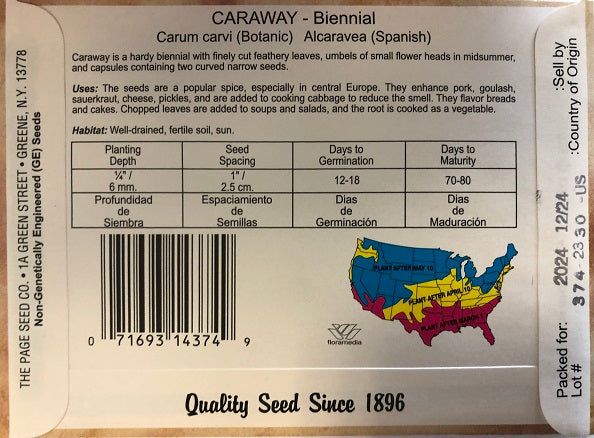 CARAWAY - Biennial
Carum carvi (Botanic) Alcaravea (Spanish)
Caraway is a hardy biennial with finely cut feathery leaves, umbels of small flower heads in midsummer,
and capsules containing two curved narrow seeds.
Uses: The seeds are a popular spice, especially in central Europe. They enhance pork, goulash,
sauerkraut, cheese, pickles, and are added to cooking cabbage to reduce the smell. They flavor breads
and cakes. Chopped leaves are added to soups and salads, and the root is cooked as a vegetable.
Habitat: Well-drained, fertile soil, sun.
Planting Depth
Seed Spacing
Days to Germination
Days to Maturity
¼" / 6 mm.
1" / 2.5 cm.
12-18
70-80
Profundidad de Siembra
Espaciamiento de Semillas
Dias de Germinación
Dias de Maduración
0 71693 14374 9
floramedia
PLANT AFTER MAY 10
PLANT AFTER APRIL 10
PLANT AFTER MARCH 1
Quality Seed Since 1896
THE PAGE SEED CO. • 1A GREEN STREET • GREENE, N.Y. 13778
Non-Genetically Engineered (GE) Seeds
Packed for: 2024 12/24 :Sell by
Lot # 374-2330-US :Country of Origin